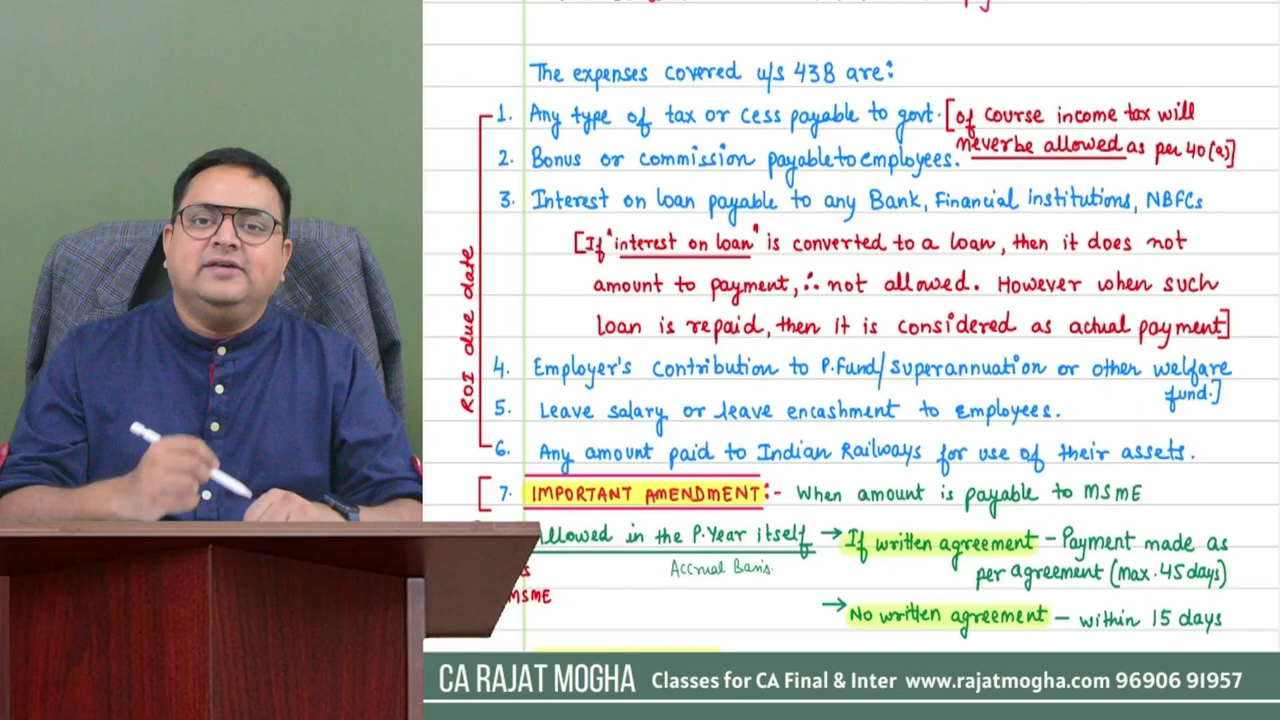 The expenses covered u/s 43B are:
1. Any type of tax or cess payable to govt. [of course income tax will
never be allowed as per 40(a)]
2. Bonus or commission payable to employees.
3. Interest on loan payable to any Bank, Financial institutions, NBFCs
[If "interest on loan" is converted to a loan, then it does not
amount to payment, ∴ not allowed. However when such
loan is repaid, then it is considered as actual payment]
4. Employer's contribution to P.Fund/superannuation or other welfare
fund.]
5. Leave salary or leave encashment to employees.
6. Any amount paid to Indian Railways for use of their assets.
ROI due date
7. IMPORTANT AMENDMENT:- When amount is payable to MSME
Allowed in the P.Year itself → If written agreement – Payment made as
per agreement (max. 45 days)
Accrual Basis.
MSME
→ No written agreement – within 15 days
CA RAJAT MOGHA Classes for CA Final & Inter www.rajatmogha.com 96906 91957